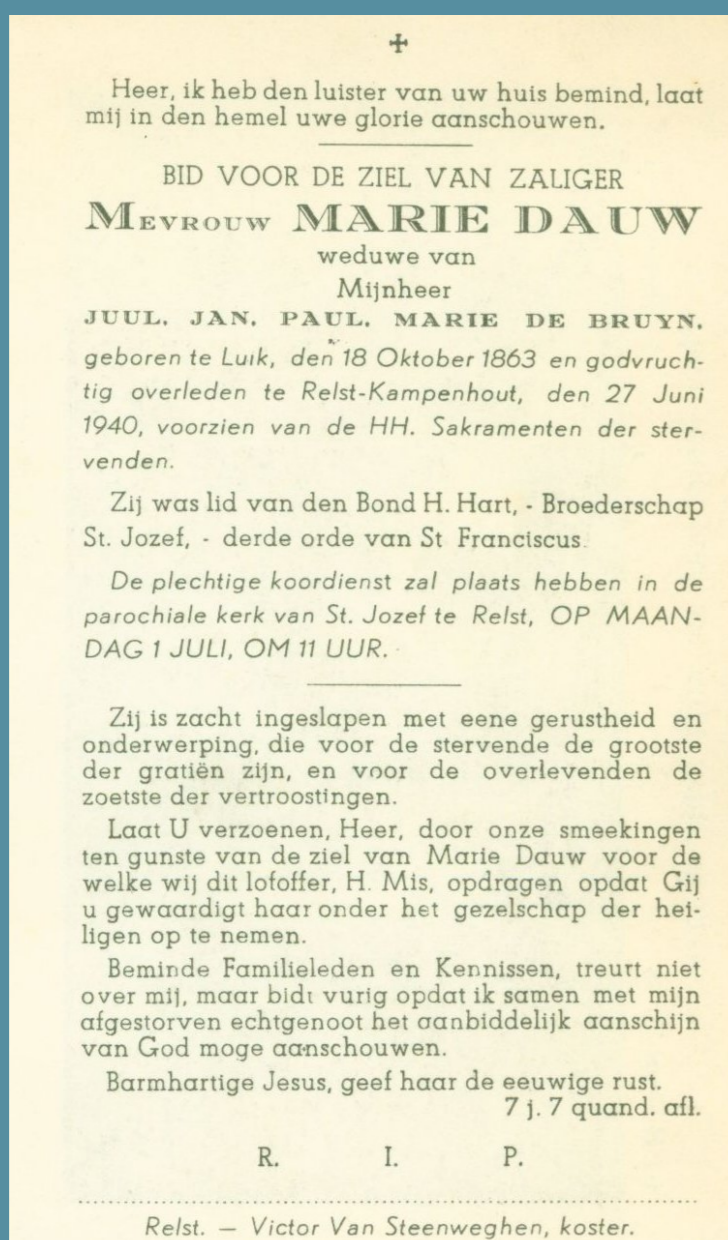 Heer, ik heb den luister van uw huis bemind, laat
mij in den hemel uwe glorie aanschouwen.
BID VOOR DE ZIEL VAN ZALIGER
MEVROUW MARIE DAUW
weduwe van
Mijnheer
JUUL. JAN. PAUL. MARIE DE BRUYN.
geboren te Luik, den 18 Oktober 1863 en godvruch-
tig overleden te Relst-Kampenhout, den 27 Juni
1940, voorzien van de HH. Sakramenten der ster-
venden.
Zij was lid van den Bond H. Hart, - Broederschap
St. Jozef, - derde orde van St Franciscus.
De plechtige koordienst zal plaats hebben in de
parochiale kerk van St. Jozef te Relst, OP MAAN-
DAG 1 JULI, OM 11 UUR.
Zij is zacht ingeslapen met eene gerustheid en
onderwerping, die voor de stervende de grootste
der gratiën zijn, en voor de overlevenden de
zoetste der vertroostingen.
Laat U verzoenen, Heer, door onze smeekingen
ten gunste van de ziel van Marie Dauw voor de
welke wij dit lofoffer, H. Mis, opdragen opdat Gij
u gewaardigt haar onder het gezelschap der hei-
ligen op te nemen.
Beminde Familieleden en Kennissen, treurt niet
over mij, maar bidt vurig opdat ik samen met mijn
afgestorven echtgenoot het aanbiddelijk aanschijn
van God moge aanschouwen.
Barmhartige Jesus, geef haar de eeuwige rust.
7 j. 7 quand. afl.
R. I. P.
Relst. — Victor Van Steenweghen, koster.